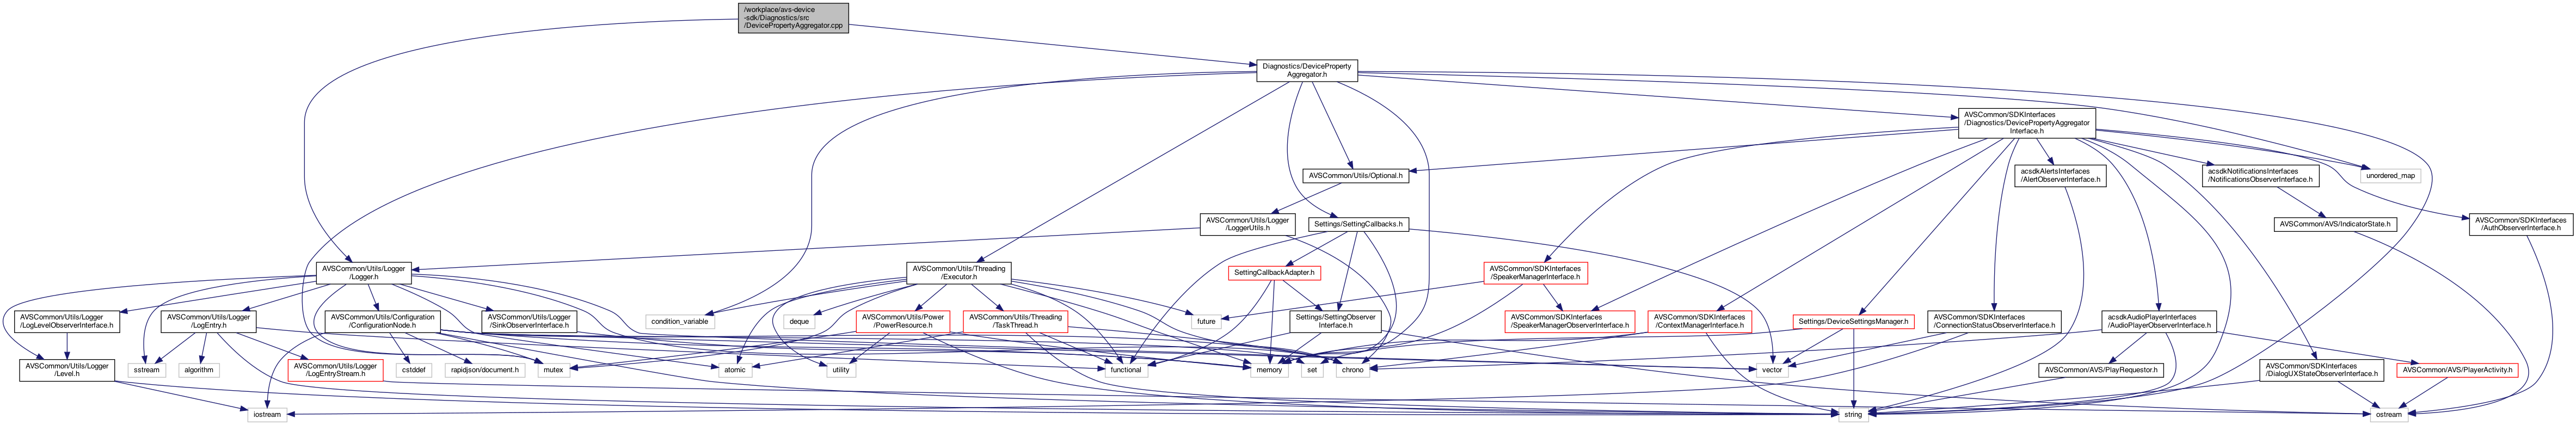 /workplace/avs-device
-sdk/Diagnostics/src
/DevicePropertyAggregator.cpp
Diagnostics/DeviceProperty
Aggregator.h
AVSCommon/SDKInterfaces
/Diagnostics/DevicePropertyAggregator
Interface.h
AVSCommon/Utils/Optional.h
acsdkAlertsInterfaces
/AlertObserverInterface.h
acsdkNotificationsInterfaces
/NotificationsObserverInterface.h
unordered_map
AVSCommon/Utils/Logger
/LoggerUtils.h
Settings/SettingCallbacks.h
AVSCommon/AVS/IndicatorState.h
AVSCommon/SDKInterfaces
/AuthObserverInterface.h
AVSCommon/Utils/Logger
/Logger.h
AVSCommon/Utils/Threading
/Executor.h
SettingCallbackAdapter.h
AVSCommon/SDKInterfaces
/SpeakerManagerInterface.h
AVSCommon/Utils/Logger
/LogLevelObserverInterface.h
AVSCommon/Utils/Logger
/LogEntry.h
AVSCommon/Utils/Configuration
/ConfigurationNode.h
AVSCommon/Utils/Logger
/SinkObserverInterface.h
condition_variable
deque
AVSCommon/Utils/Power
/PowerResource.h
AVSCommon/Utils/Threading
/TaskThread.h
future
Settings/SettingObserver
Interface.h
AVSCommon/SDKInterfaces
/SpeakerManagerObserverInterface.h
AVSCommon/SDKInterfaces
/ContextManagerInterface.h
Settings/DeviceSettingsManager.h
AVSCommon/SDKInterfaces
/ConnectionStatusObserverInterface.h
acsdkAudioPlayerInterfaces
/AudioPlayerObserverInterface.h
AVSCommon/Utils/Logger
/Level.h
sstream
algorithm
AVSCommon/Utils/Logger
/LogEntryStream.h
cstddef
rapidjson/document.h
mutex
atomic
utility
functional
memory
set
chrono
vector
AVSCommon/AVS/PlayRequestor.h
AVSCommon/SDKInterfaces
/DialogUXStateObserverInterface.h
AVSCommon/AVS/PlayerActivity.h
iostream
string
ostream